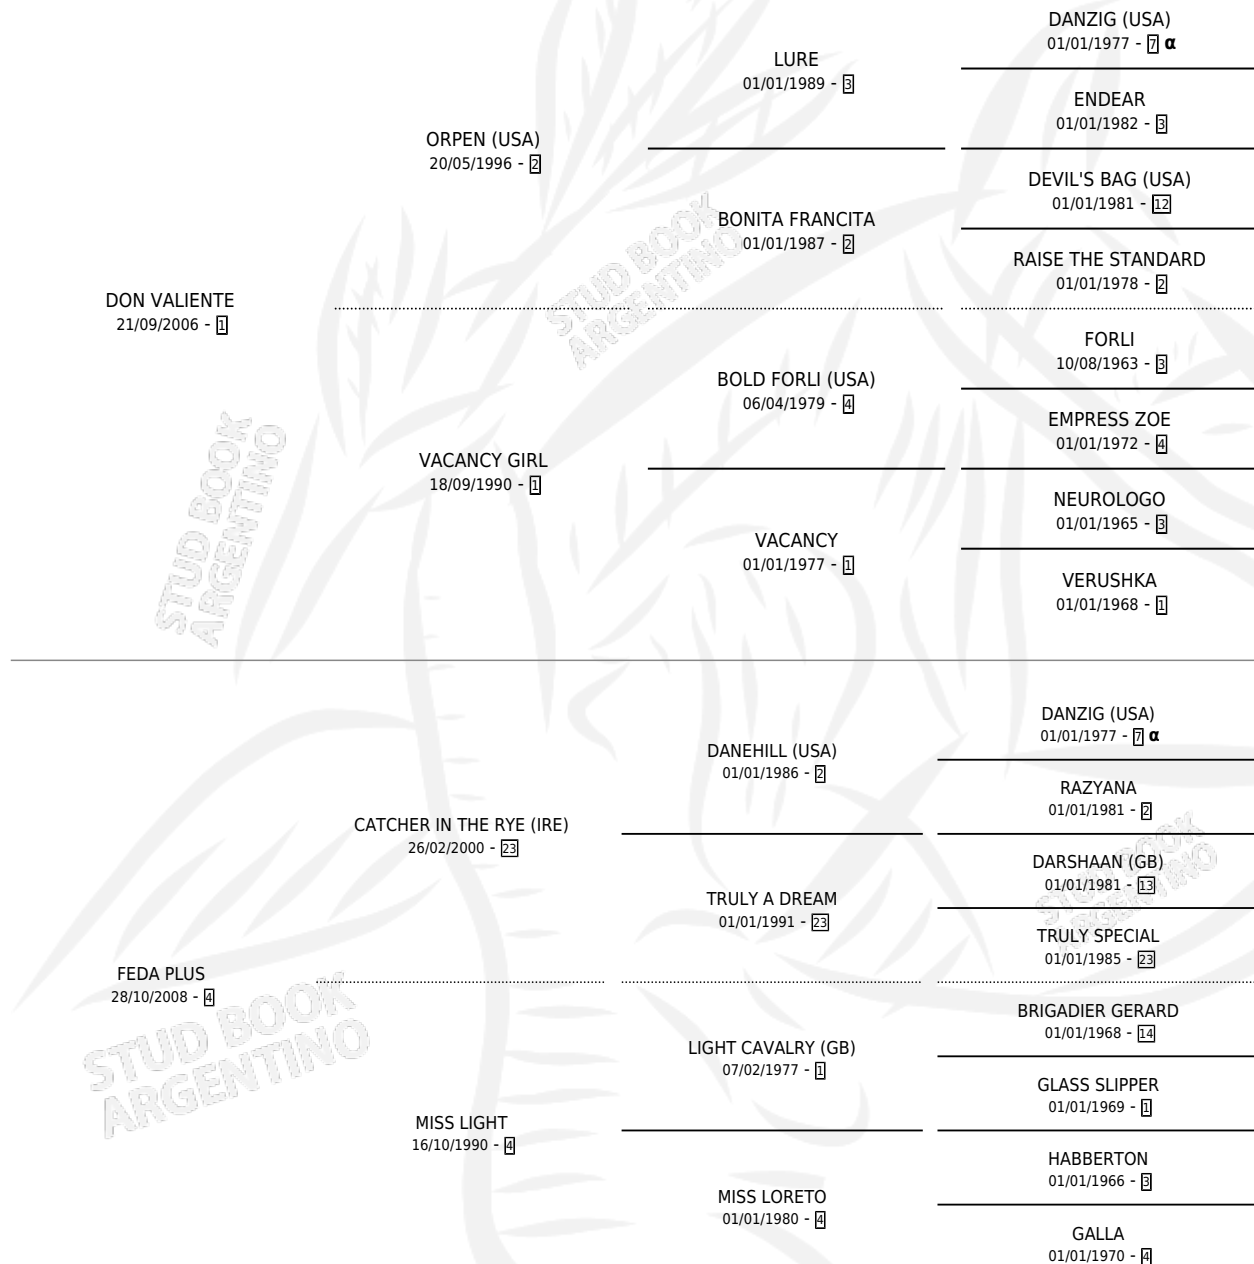 DANZIG (USA)
01/01/1977 - 7 α
LURE
01/01/1989 - 3
ENDEAR
01/01/1982 - 3
ORPEN (USA)
20/05/1996 - 2
DEVIL'S BAG (USA)
01/01/1981 - 12
BONITA FRANCITA
01/01/1987 - 2
RAISE THE STANDARD
01/01/1978 - 2
DON VALIENTE
21/09/2006 - 1
FORLI
10/08/1963 - 3
BOLD FORLI (USA)
06/04/1979 - 4
EMPRESS ZOE
01/01/1972 - 4
VACANCY GIRL
18/09/1990 - 1
NEUROLOGO
01/01/1965 - 3
VACANCY
01/01/1977 - 1
VERUSHKA
01/01/1968 - 1
STUD BOOK
ARGENTINO
STUD BOOK
ARGENTINO
DANZIG (USA)
01/01/1977 - 7 α
DANEHILL (USA)
01/01/1986 - 2
RAZYANA
01/01/1981 - 2
CATCHER IN THE RYE (IRE)
26/02/2000 - 23
DARSHAAN (GB)
01/01/1981 - 13
TRULY A DREAM
01/01/1991 - 23
TRULY SPECIAL
01/01/1985 - 23
FEDA PLUS
28/10/2008 - 4
BRIGADIER GERARD
01/01/1968 - 14
LIGHT CAVALRY (GB)
07/02/1977 - 1
GLASS SLIPPER
01/01/1969 - 1
MISS LIGHT
16/10/1990 - 4
HABBERTON
01/01/1966 - 3
MISS LORETO
01/01/1980 - 4
GALLA
01/01/1970 - 4
STUD BOOK
ARGENTINO
STUD BOOK
ARGENTINO